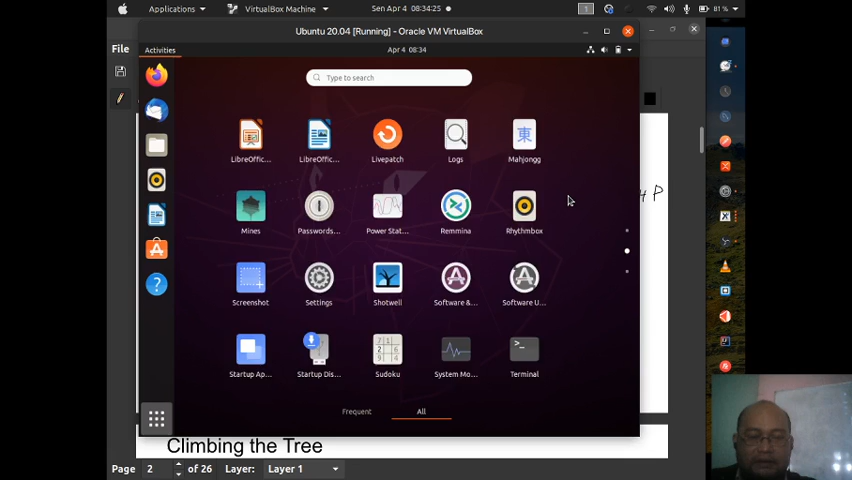 Applications
VirtualBox Machine
Sen Apr 4 08:34:25
1
81 %
Ubuntu 20.04 [Running] - Oracle VM VirtualBox
File
Activities
Apr 4 08:34
Type to search
LibreOffic...
LibreOffic...
Livepatch
Logs
東
Mahjongg
P
Mines
Passwords...
Power Stat...
Remmina
Rhythmbox
Screenshot
Settings
Shotwell
Software &...
Software U...
Startup Ap...
Startup Dis...
Sudoku
System Mo...
Terminal
Frequent
All
Climbing the Tree
Page 2 of 26 Layer: Layer 1